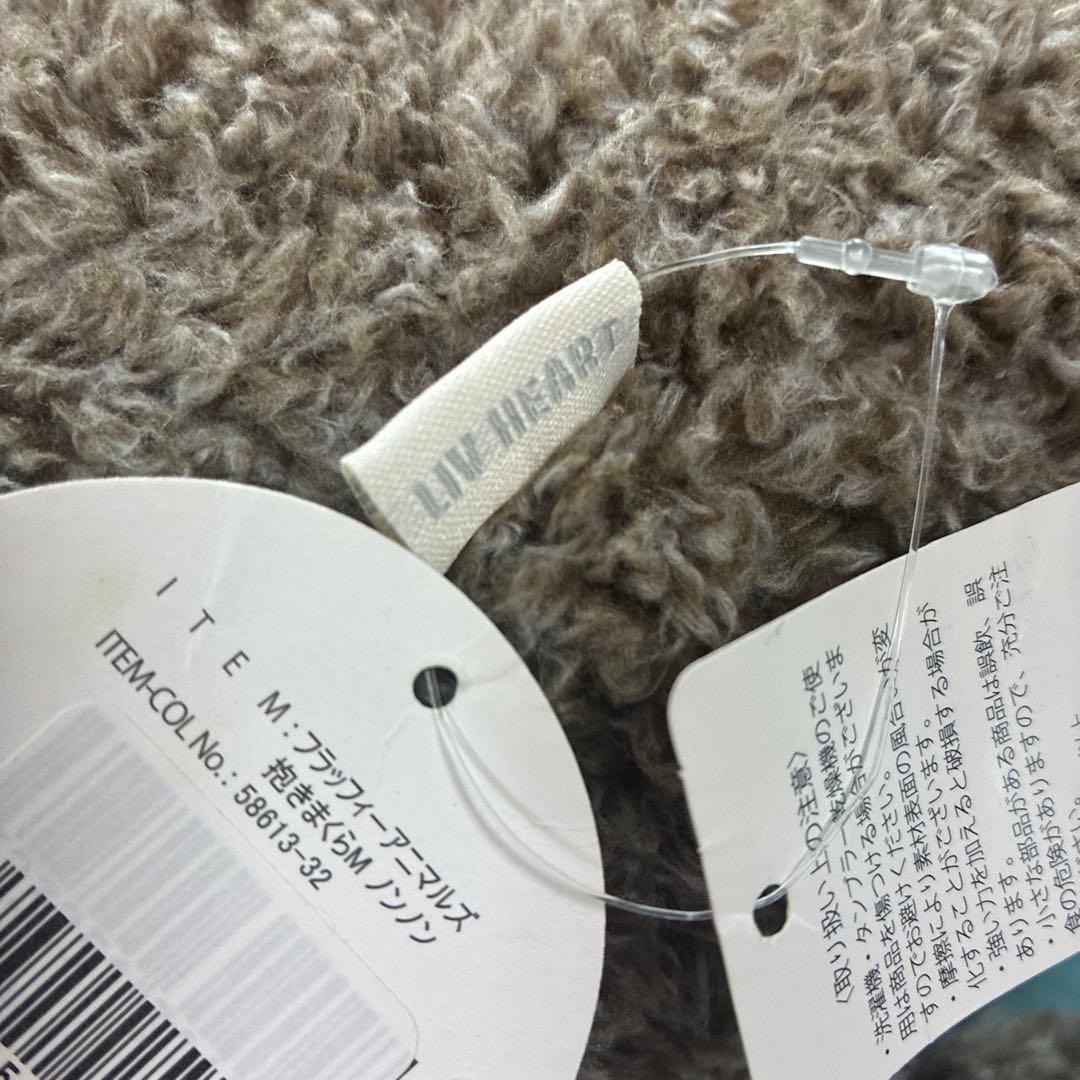 LIV HEART
ITEM:フラッフィーアニマルズ
抱きまくらM ノンノン
ITEM-COL No.:58613-32
〈取り扱い上の注意〉
・洗濯機・タンブラー乾燥機のご使
用は商品を傷つける場合がございま
すのでお避けください。
・摩擦により素材表面の風合いが変
化することがございます。
・強い力を加えると破損する場合が
あります。
・小さな部品がある商品は誤飲、誤
食の危険がありますので、充分ご注